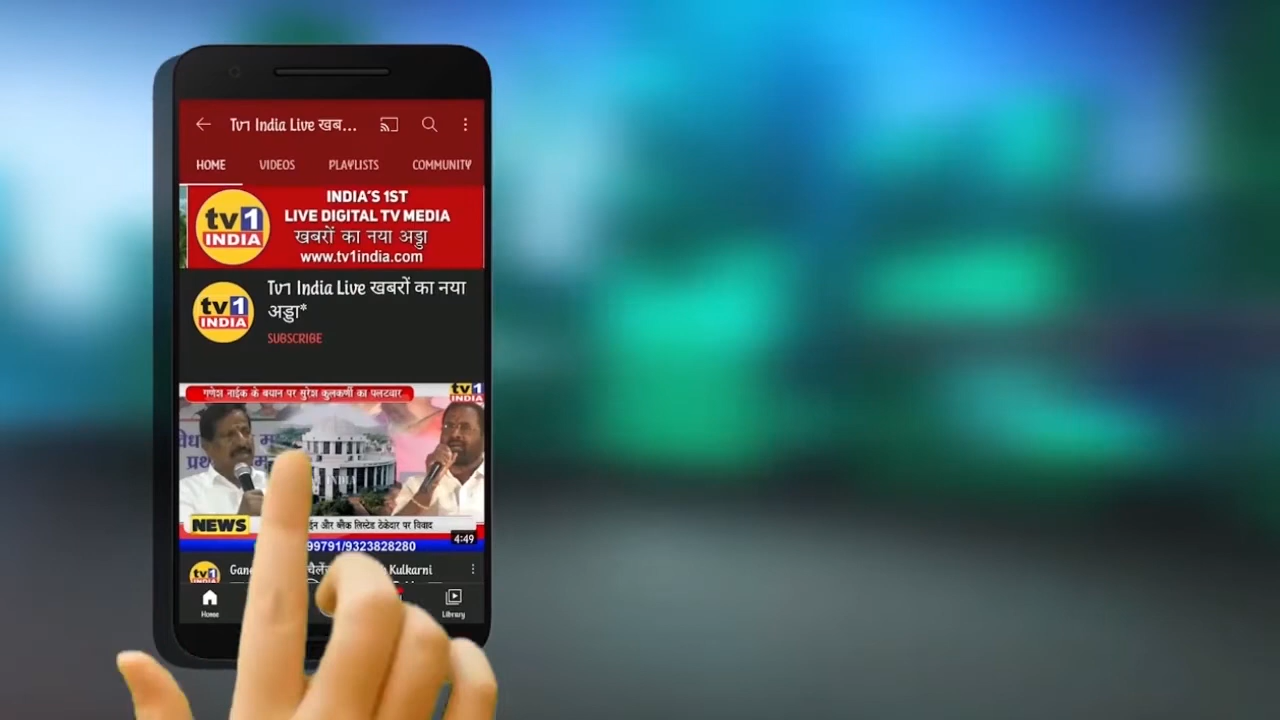 Tv1 India Live खब...
HOME VIDEOS PLAYLISTS COMMUNITY
tv1
INDIA
INDIA'S 1ST
LIVE DIGITAL TV MEDIA
खबरों का नया अड्डा
www.tv1india.com
tv1
INDIA
Tv1 India Live खबरों का नया
अड्डा*
SUBSCRIBE
गणेश नाईक के बयान पर सुरेश कुलकर्णी का पलटवार...
tv1
INDIA
NEWS
और ब्लैक लिस्टेड ठेकेदार पर विवाद
99791/9323828280
4:49
tv1
INDIA
Kulkarni
Home
Library